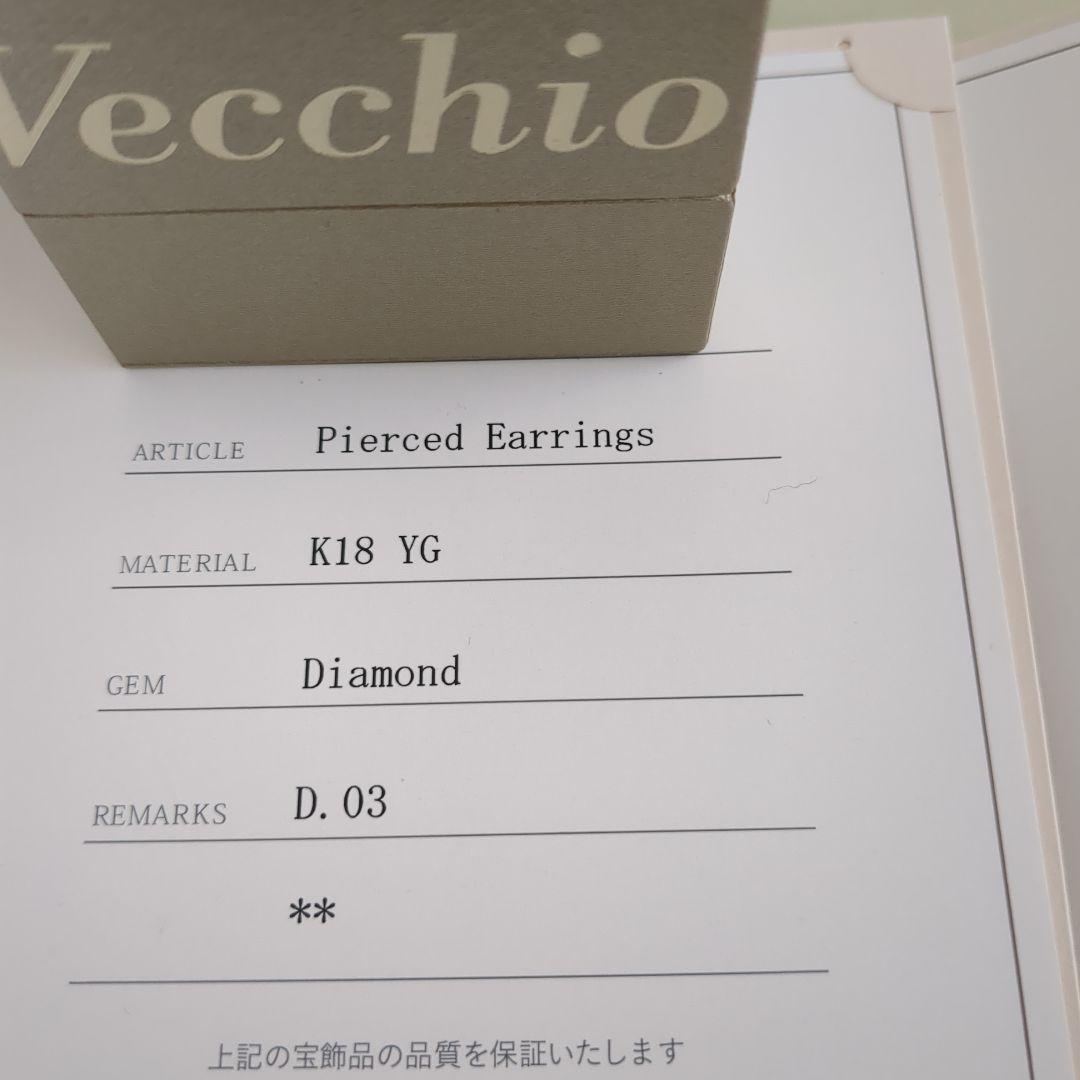 Vecchio
ARTICLE Pierced Earrings
MATERIAL K18 YG
GEM Diamond
REMARKS D.03
**
上記の宝飾品の品質を保証いたします